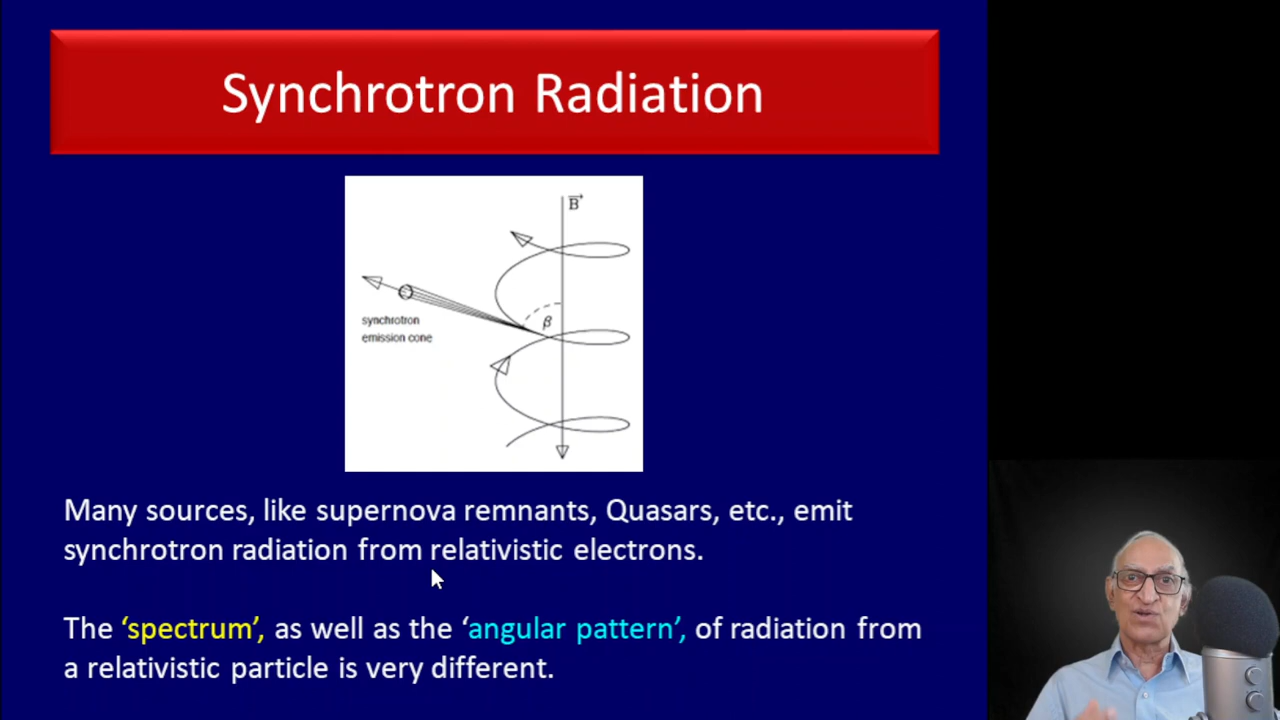 Synchrotron Radiation
B
β
synchrotron
emission cone
Many sources, like supernova remnants, Quasars, etc., emit
synchrotron radiation from relativistic electrons.
The ‘spectrum’, as well as the ‘angular pattern’, of radiation from
a relativistic particle is very different.